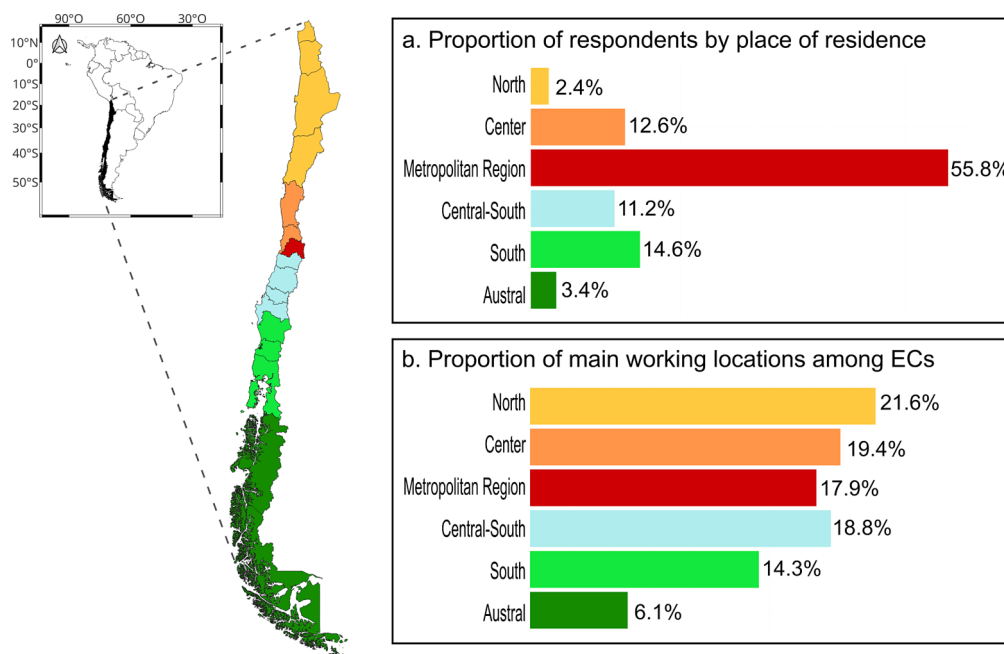 90°O 60°O 30°O 15°O
10°N
0°
10°S
20°S
30°S
40°S
50°S
a. Proportion of respondents by place of residence
North 2.4%
Center 12.6%
Metropolitan Region 55.8%
Central-South 11.2%
South 14.6%
Austral 3.4%
b. Proportion of main working locations among ECs
North 21.6%
Center 19.4%
Metropolitan Region 17.9%
Central-South 18.8%
South 14.3%
Austral 6.1%